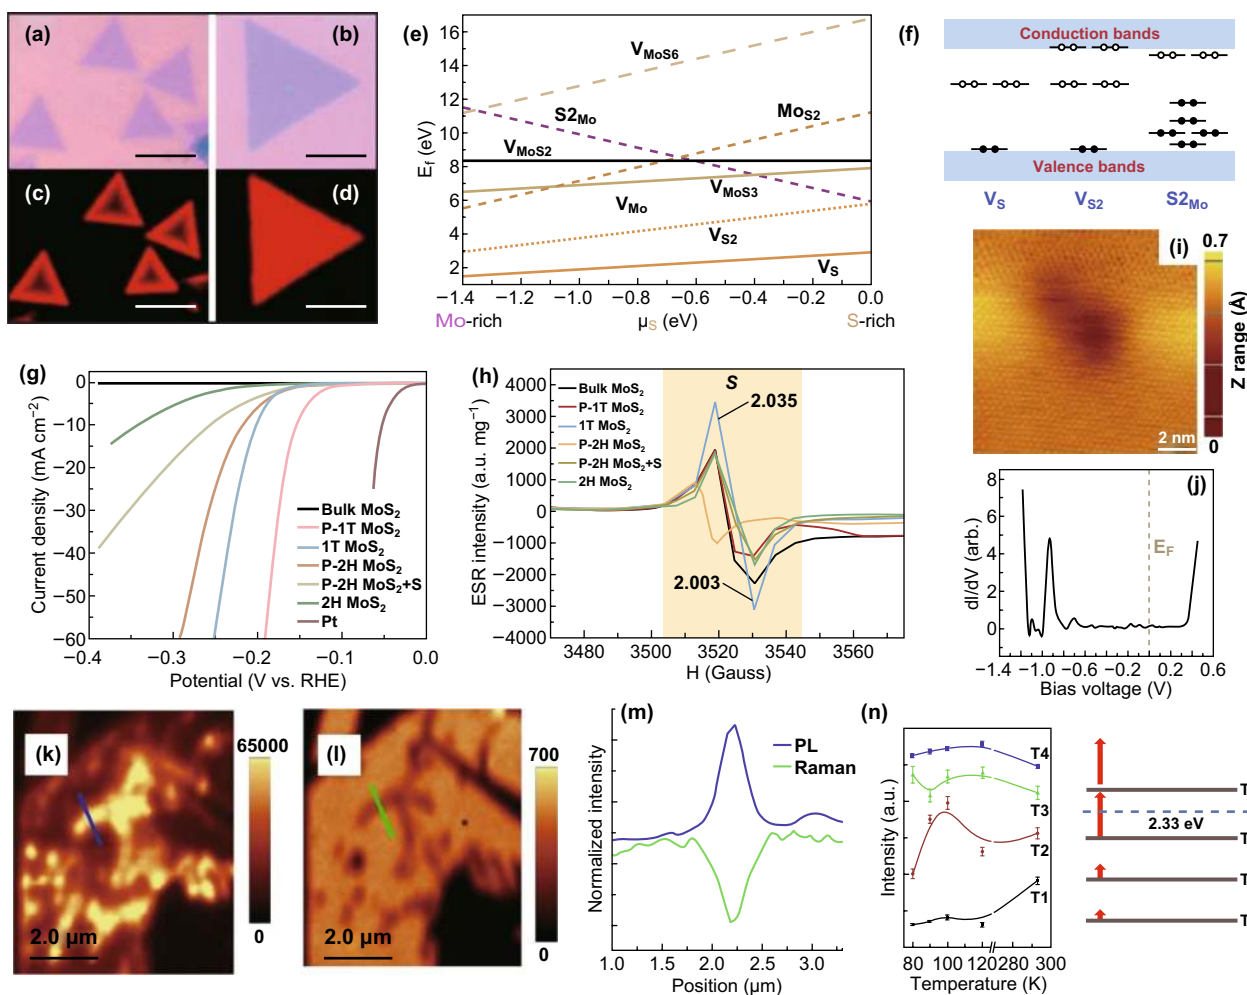 (a)
(b)
(c)
(d)
(e)
16
14
12
10
8
6
4
2
E_f (eV)
V_MoS6
S2_Mo
Mo_S2
V_MoS2
V_MoS3
V_Mo
V_S2
V_S
−1.4 −1.2 −1.0 −0.8 −0.6 −0.4 −0.2 0.0
Mo-rich μ_S (eV) S-rich
(f)
Conduction bands
Valence bands
V_S V_S2 S2_Mo
(i)
0.7
Z range (Å)
0
2 nm
(g)
0
−10
−20
−30
−40
−50
−60
Current density (mA cm⁻²)
Bulk MoS₂
P-1T MoS₂
1T MoS₂
P-2H MoS₂
P-2H MoS₂+S
2H MoS₂
Pt
−0.4 −0.3 −0.2 −0.1 0.0
Potential (V vs. RHE)
(h)
4000
3000
2000
1000
0
−1000
−2000
−3000
−4000
ESR intensity (a.u. mg⁻¹)
Bulk MoS₂
P-1T MoS₂
1T MoS₂
P-2H MoS₂
P-2H MoS₂+S
2H MoS₂
S
2.035
2.003
3480 3500 3520 3540 3560
H (Gauss)
(j)
8
6
4
2
0
dI/dV (arb.)
E_F
−1.4 −1.0 −0.6 −0.2 0.2 0.6
Bias voltage (V)
(k)
65000
0
2.0 μm
(l)
700
0
2.0 μm
(m)
PL
Raman
Normalized intensity
1.0 1.5 2.0 2.5 3.0
Position (μm)
(n)
Intensity (a.u.)
T4
T3
T2
T1
80 100 120 280 300
Temperature (K)
T
2.33 eV
T
T
T